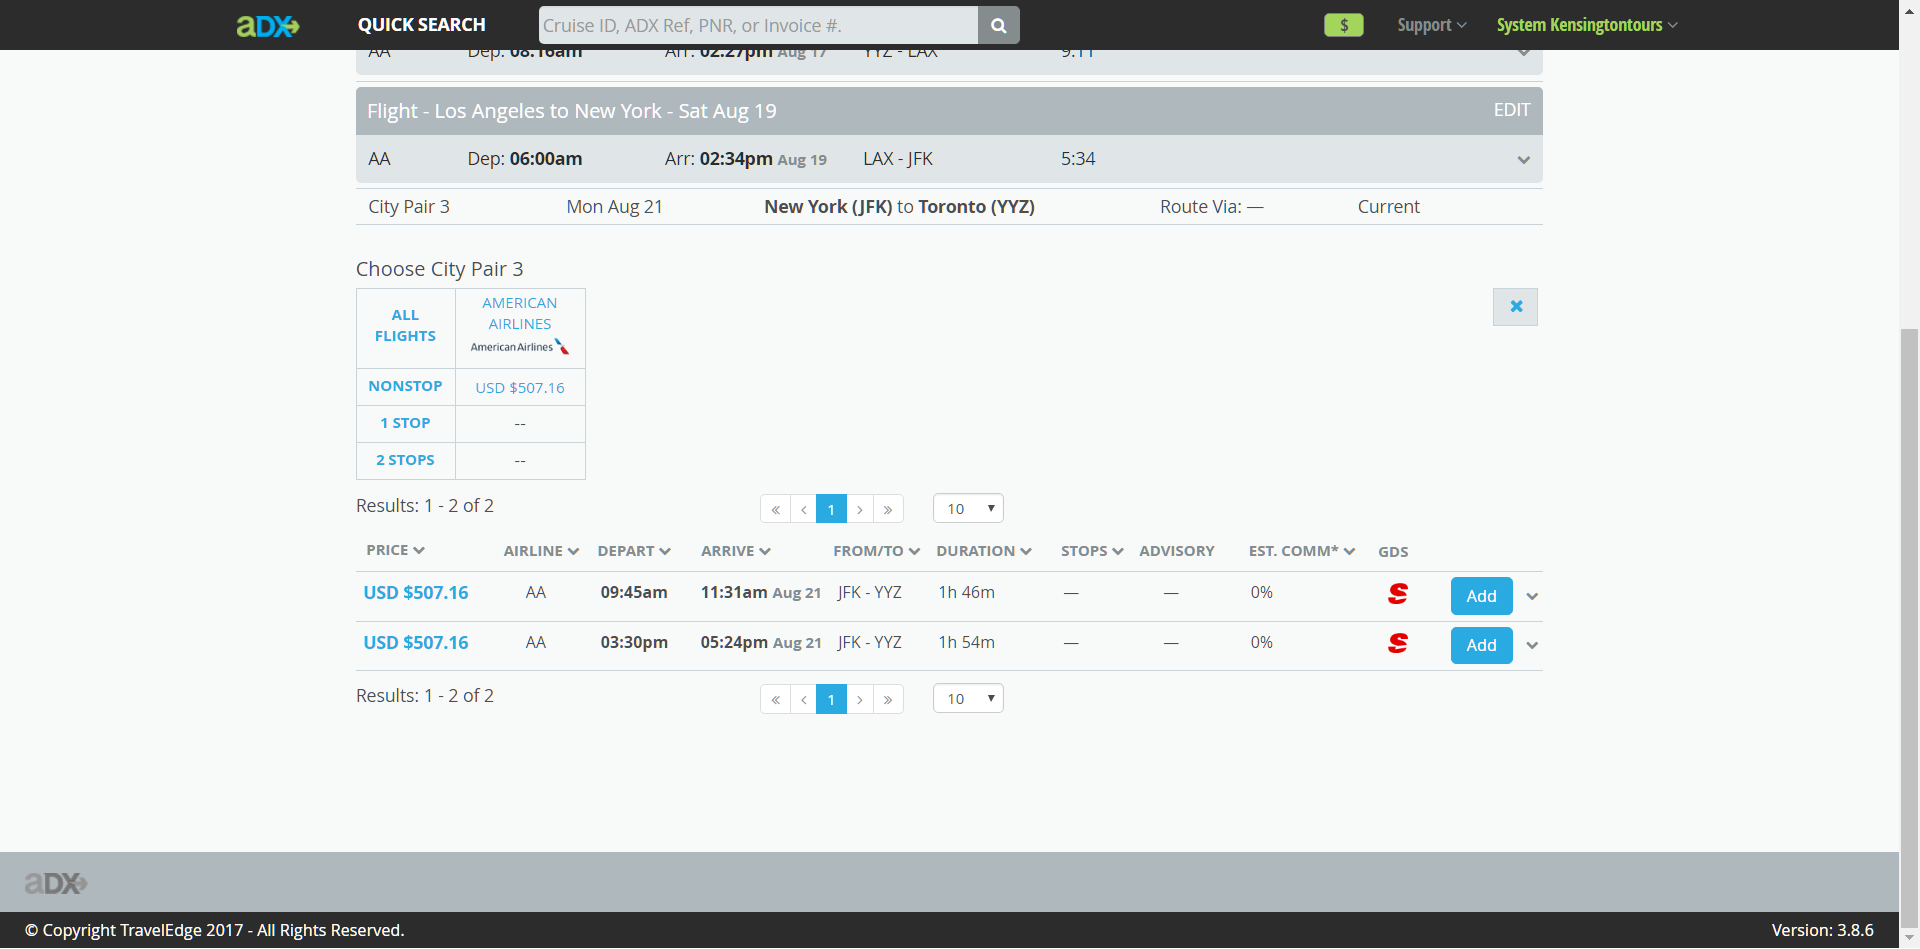 aDX QUICK SEARCH Cruise ID, ADX Ref, PNR, or Invoice #. $ Support System Kensingtontours
AA Dep: 08:16am Arr: 02:27pm Aug 17 YYZ - LAX 9:11
Flight - Los Angeles to New York - Sat Aug 19 EDIT
AA Dep: 06:00am Arr: 02:34pm Aug 19 LAX - JFK 5:34
City Pair 3 Mon Aug 21 New York (JFK) to Toronto (YYZ) Route Via: — Current
Choose City Pair 3
ALL FLIGHTS
AMERICAN
AIRLINES
American Airlines
NONSTOP USD $507.16
1 STOP --
2 STOPS --
Results: 1 - 2 of 2 « ‹ 1 › » 10
PRICE AIRLINE DEPART ARRIVE FROM/TO DURATION STOPS ADVISORY EST. COMM* GDS
USD $507.16 AA 09:45am 11:31am Aug 21 JFK - YYZ 1h 46m — — 0% Add
USD $507.16 AA 03:30pm 05:24pm Aug 21 JFK - YYZ 1h 54m — — 0% Add
Results: 1 - 2 of 2 « ‹ 1 › » 10
aDX
© Copyright TravelEdge 2017 - All Rights Reserved. Version: 3.8.6